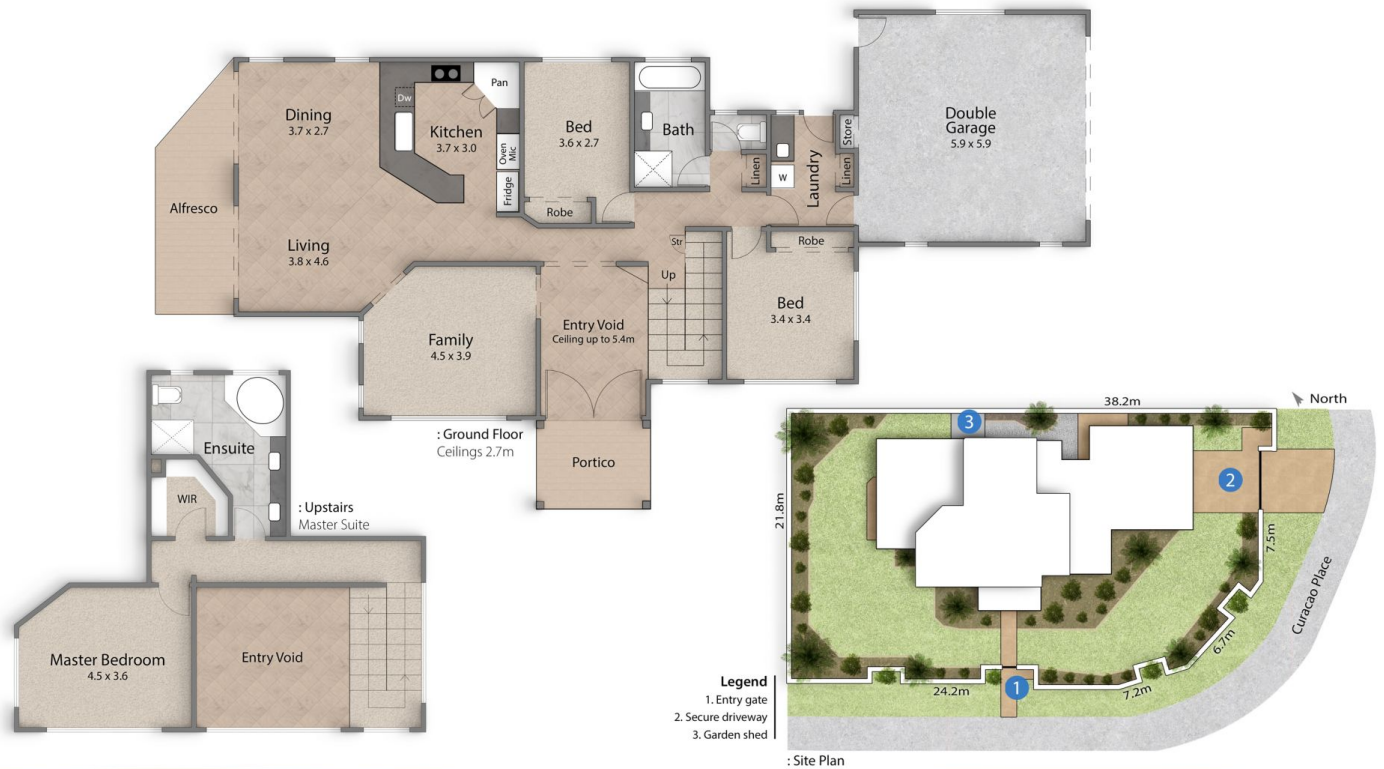 Dining
3.7 x 2.7
Dw
Pan
Kitchen
3.7 x 3.0
Oven
Mic
Fridge
Bed
3.6 x 2.7
Robe
Bath
Linen
W
Laundry
Store
Linen
Double
Garage
5.9 x 5.9
Alfresco
Living
3.8 x 4.6
Str
Up
Robe
Bed
3.4 x 3.4
Family
4.5 x 3.9
Entry Void
Ceiling up to 5.4m
Portico
: Ground Floor
Ceilings 2.7m
Ensuite
WIR
: Upstairs
Master Suite
Master Bedroom
4.5 x 3.6
Entry Void
North
38.2m
3
2
21.8m
7.5m
Curacao Place
6.7m
7.2m
24.2m
1
Legend
1. Entry gate
2. Secure driveway
3. Garden shed
: Site Plan